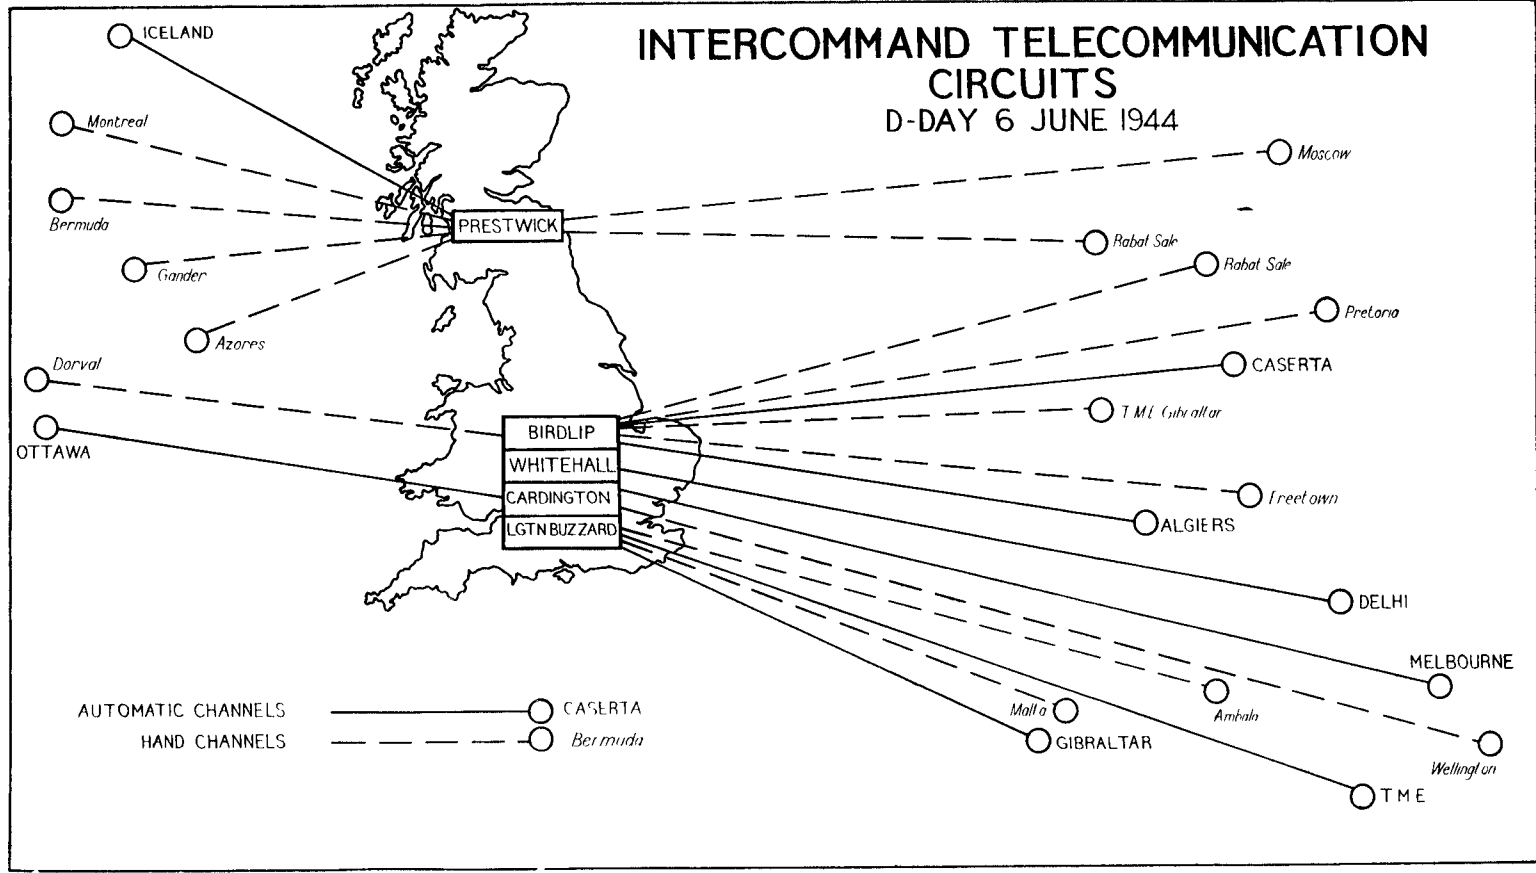 INTERCOMMAND TELECOMMUNICATION
CIRCUITS
D-DAY 6 JUNE 1944
ICELAND
Montreal
Bermuda
Gander
Azores
Dorval
OTTAWA
PRESTWICK
BIRDLIP
WHITEHALL
CARDINGTON
LGTN BUZZARD
Moscow
Rabat Sale
Rabat Sale
Pretoria
CASERTA
T M E Gibraltar
Freetown
ALGIERS
DELHI
MELBOURNE
Ambala
Malta
GIBRALTAR
Wellington
T M E
AUTOMATIC CHANNELS
CASERTA
HAND CHANNELS
Bermuda